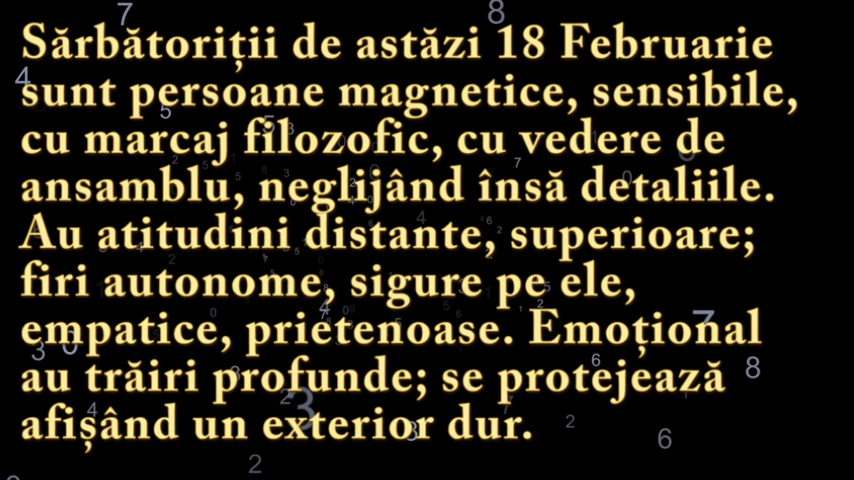 Sărbătoriții de astăzi 18 Februarie
sunt persoane magnetice, sensibile,
cu marcaj filozofic, cu vedere de
ansamblu, neglijând însă detaliile.
Au atitudini distante, superioare;
firi autonome, sigure pe ele,
empatice, prietenoase. Emoțional
au trăiri profunde; se protejează
afișând un exterior dur.